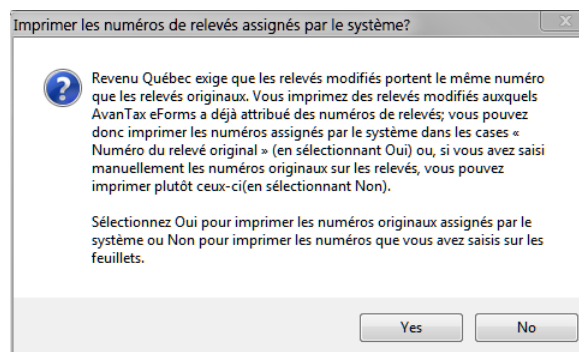 Imprimer les numéros de relevés assignés par le système?
Revenu Québec exige que les relevés modifiés portent le même numéro
que les relevés originaux. Vous imprimez des relevés modifiés auxquels
AvanTax eForms a déjà attribué des numéros de relevés; vous pouvez
donc imprimer les numéros assignés par le système dans les cases «
Numéro du relevé original » (en sélectionnant Oui) ou, si vous avez saisi
manuellement les numéros originaux sur les relevés, vous pouvez
imprimer plutôt ceux-ci(en sélectionnant Non).
Sélectionnez Oui pour imprimer les numéros originaux assignés par le
système ou Non pour imprimer les numéros que vous avez saisis sur les
feuillets.
Yes No